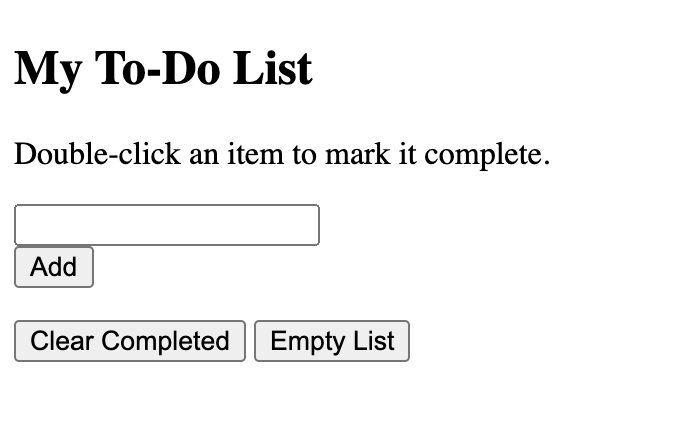 My To-Do List
Double-click an item to mark it complete.
Add
Clear Completed Empty List